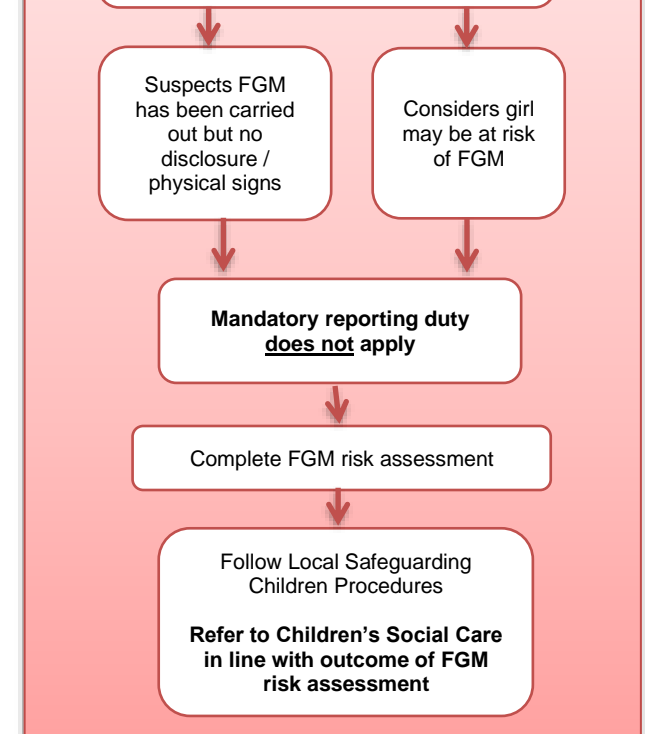 Suspects FGM
has been carried
out but no
disclosure /
physical signs
Considers girl
may be at risk
of FGM
Mandatory reporting duty
does not apply
Complete FGM risk assessment
Follow Local Safeguarding
Children Procedures
Refer to Children’s Social Care
in line with outcome of FGM
risk assessment